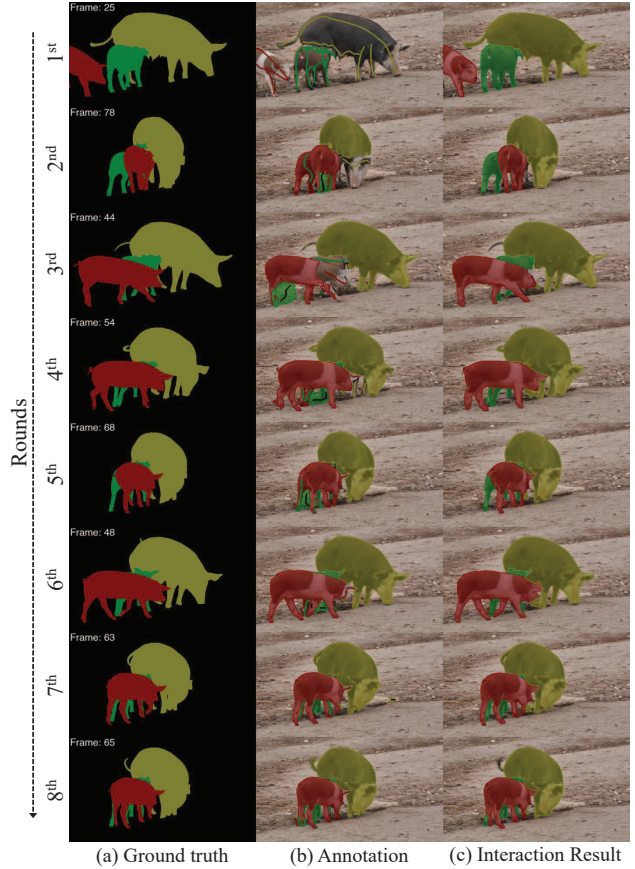 Rounds
1st
Frame: 25
2nd
Frame: 78
3rd
Frame: 44
4th
Frame: 54
5th
Frame: 68
6th
Frame: 48
7th
Frame: 63
8th
Frame: 65
(a) Ground truth
(b) Annotation
(c) Interaction Result